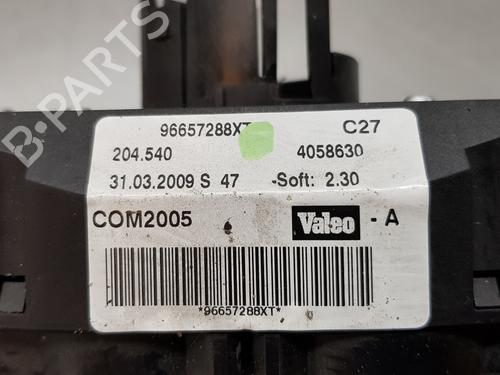 96657288XT C27
204.540 4058630
31.03.2009 S 47 -Soft: 2.30
COM2005 Valeo - A
*96657288XT*
B-PARTS